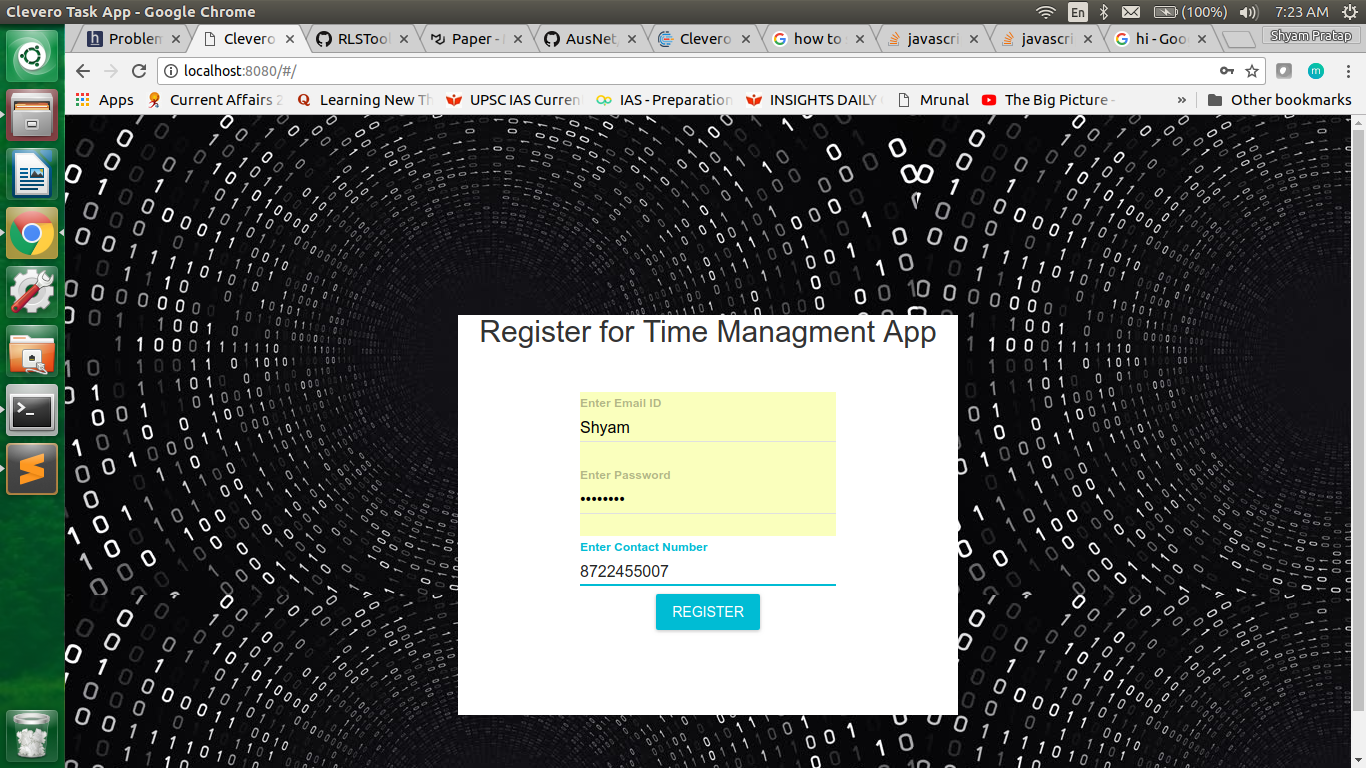 Clevero Task App - Google Chrome
En
(100%)
7:23 AM
Problem
Clevero
RLSTool
Paper -
AusNet,
Clevero
how to
javascri
javascri
hi - Goo
Shyam Pratap
localhost:8080/#/
m
Apps
Current Affairs 2
Learning New Th
UPSC IAS Curren
IAS - Preparation
INSIGHTS DAILY
Mrunal
The Big Picture -
»
Other bookmarks
Register for Time Managment App
Enter Email ID
Shyam
Enter Password
••••••••
Enter Contact Number
8722455007
REGISTER